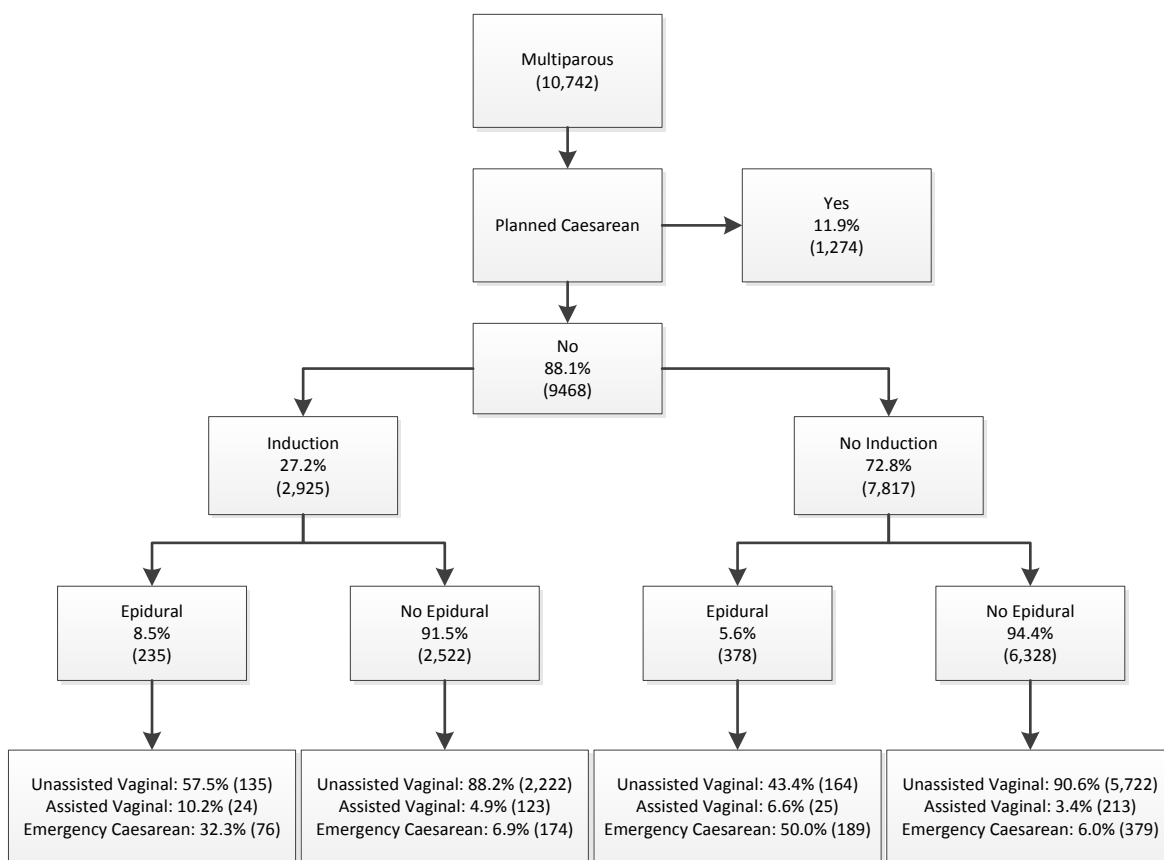 Multiparous
(10,742)
Planned Caesarean
Yes
11.9%
(1,274)
No
88.1%
(9468)
Induction
27.2%
(2,925)
No Induction
72.8%
(7,817)
Epidural
8.5%
(235)
No Epidural
91.5%
(2,522)
Epidural
5.6%
(378)
No Epidural
94.4%
(6,328)
Unassisted Vaginal: 57.5% (135)
Assisted Vaginal: 10.2% (24)
Emergency Caesarean: 32.3% (76)
Unassisted Vaginal: 88.2% (2,222)
Assisted Vaginal: 4.9% (123)
Emergency Caesarean: 6.9% (174)
Unassisted Vaginal: 43.4% (164)
Assisted Vaginal: 6.6% (25)
Emergency Caesarean: 50.0% (189)
Unassisted Vaginal: 90.6% (5,722)
Assisted Vaginal: 3.4% (213)
Emergency Caesarean: 6.0% (379)